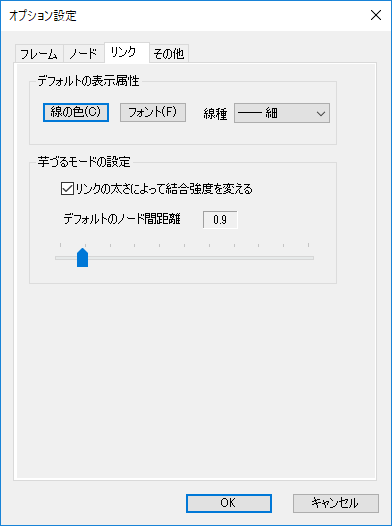 オプション設定
フレーム ノード リンク その他
デフォルトの表示属性
線の色(C) フォント(F) 線種 細
芋づるモードの設定
リンクの太さによって結合強度を変える
デフォルトのノード間距離 0.9
OK キャンセル